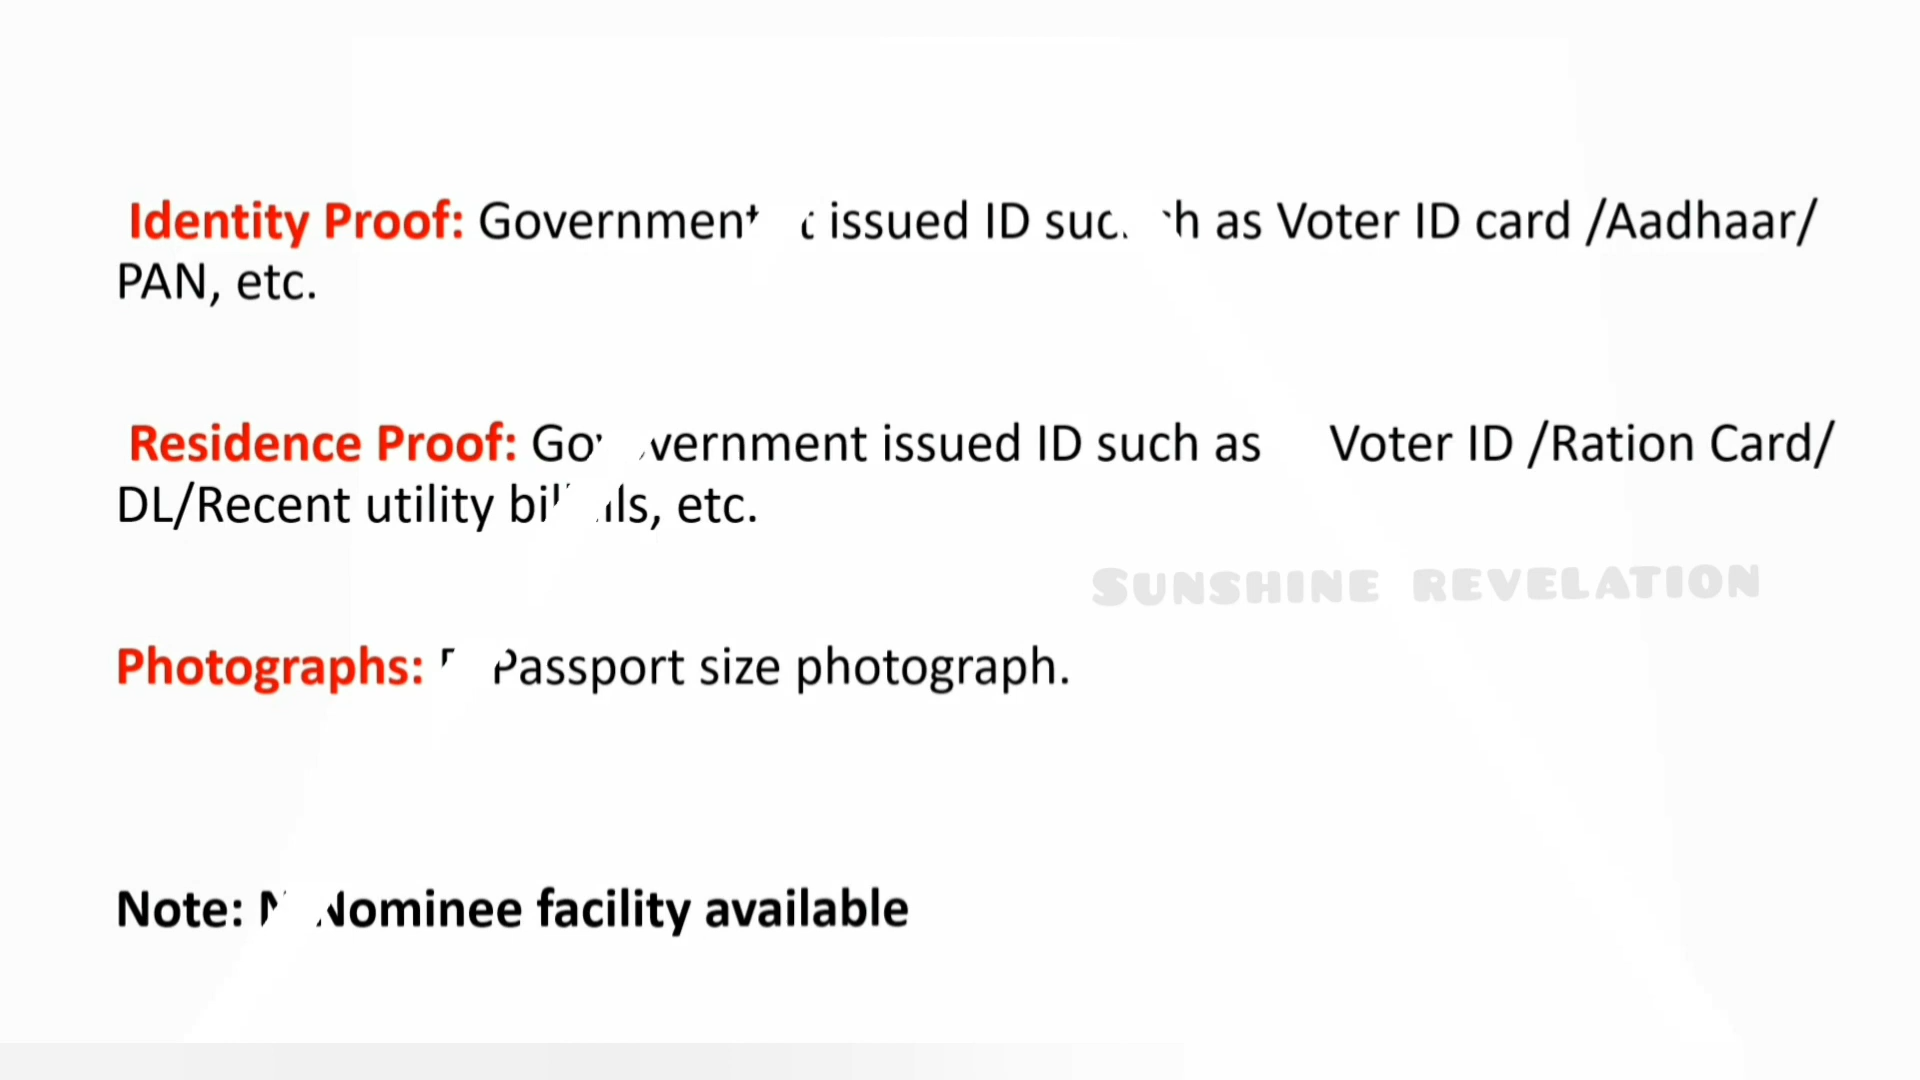 Identity Proof: Government issued ID such as Voter ID card /Aadhaar/
PAN, etc.
Residence Proof: Government issued ID such as Voter ID /Ration Card/
DL/Recent utility bills, etc.
SUNSHINE REVELATION
Photographs: Passport size photograph.
Note: Nominee facility available